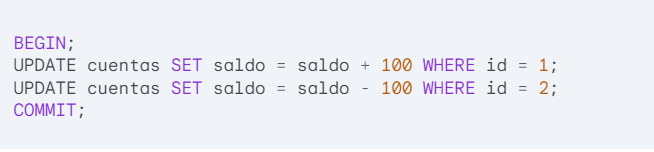 BEGIN;
UPDATE cuentas SET saldo = saldo + 100 WHERE id = 1;
UPDATE cuentas SET saldo = saldo - 100 WHERE id = 2;
COMMIT;